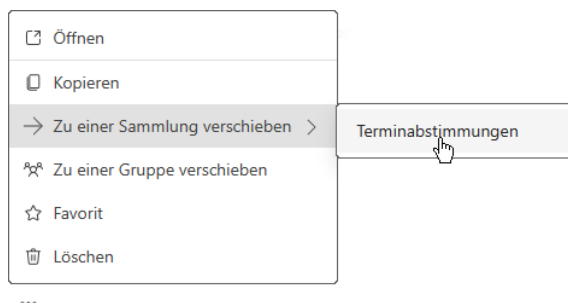 Öffnen
Kopieren
Zu einer Sammlung verschieben
Terminabstimmungen
Zu einer Gruppe verschieben
Favorit
Löschen